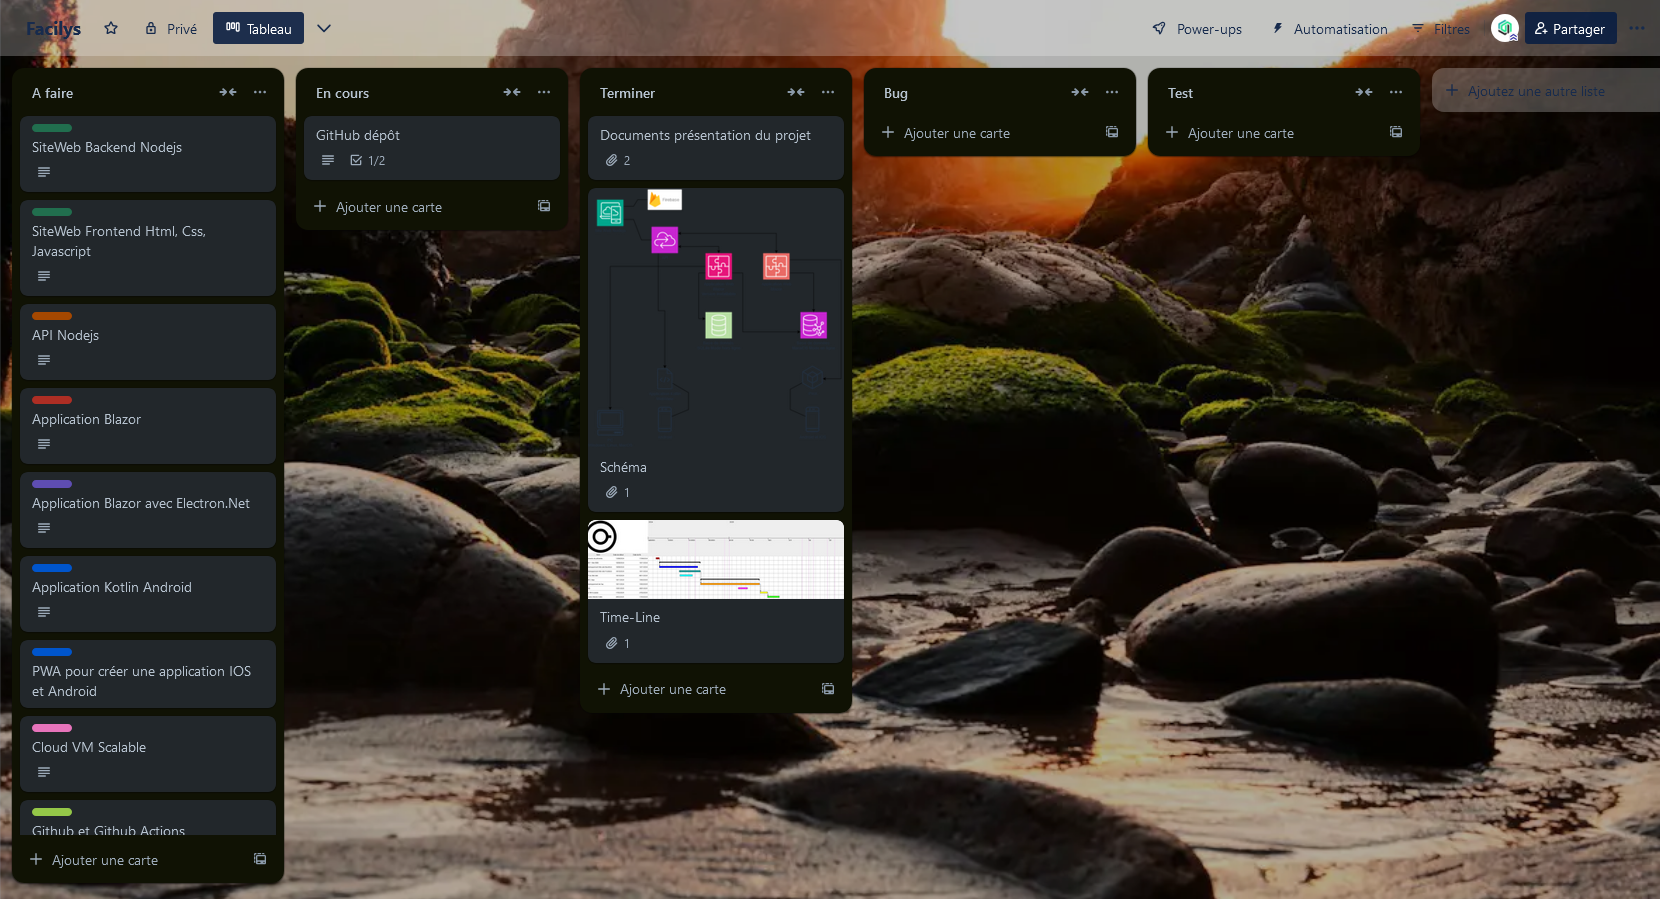 Facilys
Privé
Tableau
Power-ups
Automatisation
Filtres
Partager
A faire
SiteWeb Backend Nodejs
SiteWeb Frontend Html, Css,
Javascript
API Nodejs
Application Blazor
Application Blazor avec Electron.Net
Application Kotlin Android
PWA pour créer une application IOS
et Android
Cloud VM Scalable
Github et Github Actions
Ajouter une carte
En cours
GitHub dépôt
1/2
Ajouter une carte
Terminer
Documents présentation du projet
2
Schéma
1
Time-Line
1
Ajouter une carte
Bug
Ajouter une carte
Test
Ajouter une carte
Ajoutez une autre liste